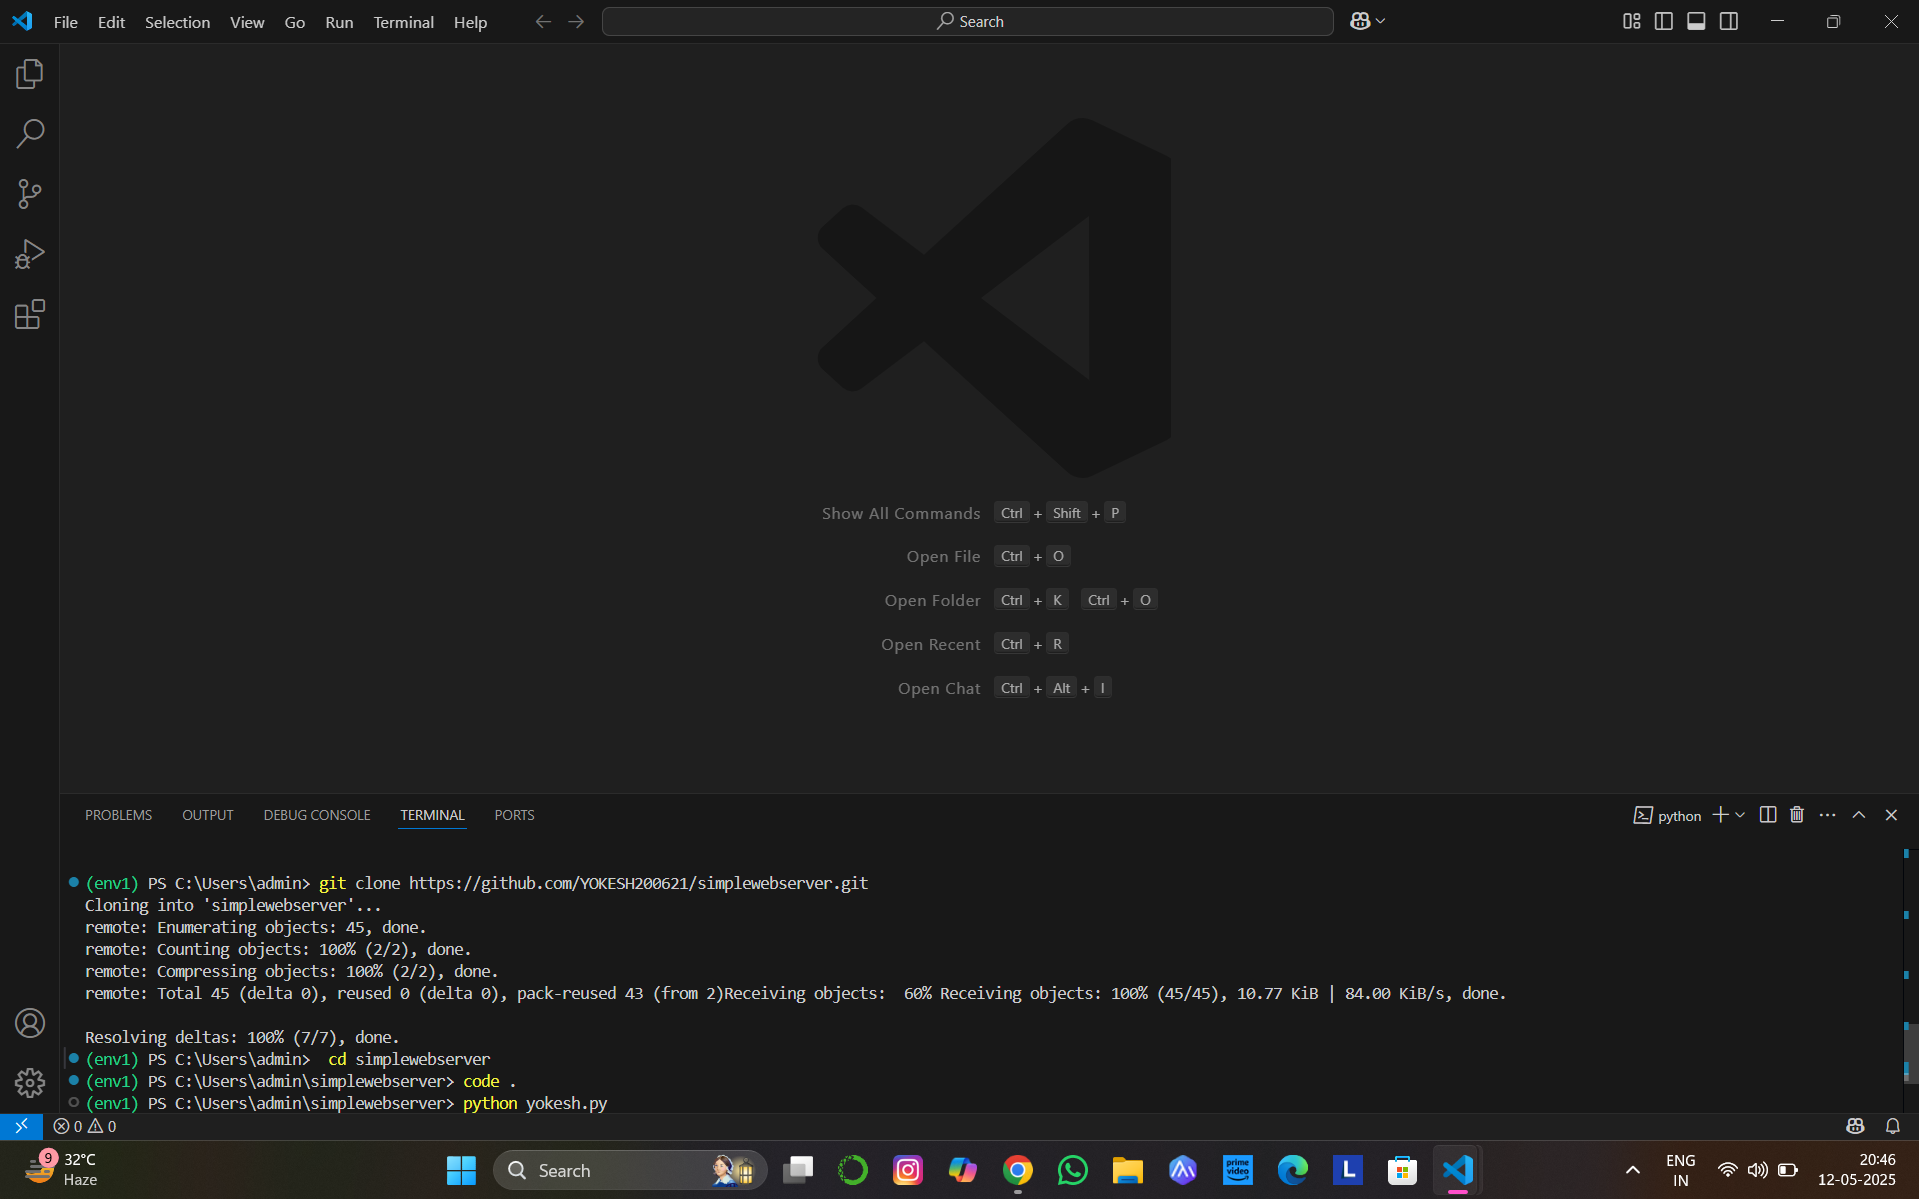 File Edit Selection View Go Run Terminal Help Search
Show All Commands Ctrl + Shift + P
Open File Ctrl + O
Open Folder Ctrl + K Ctrl + O
Open Recent Ctrl + R
Open Chat Ctrl + Alt + I
PROBLEMS OUTPUT DEBUG CONSOLE TERMINAL PORTS python
(env1) PS C:\Users\admin> git clone https://github.com/YOKESH200621/simplewebserver.git
Cloning into 'simplewebserver'...
remote: Enumerating objects: 45, done.
remote: Counting objects: 100% (2/2), done.
remote: Compressing objects: 100% (2/2), done.
remote: Total 45 (delta 0), reused 0 (delta 0), pack-reused 43 (from 2)Receiving objects:  60% Receiving objects: 100% (45/45), 10.77 KiB | 84.00 KiB/s, done.
Resolving deltas: 100% (7/7), done.
(env1) PS C:\Users\admin>  cd simplewebserver
(env1) PS C:\Users\admin\simplewebserver> code .
(env1) PS C:\Users\admin\simplewebserver> python yokesh.py
0 0
9 32°C
Haze
Search
prime video
L
ENG
IN
20:46
12-05-2025